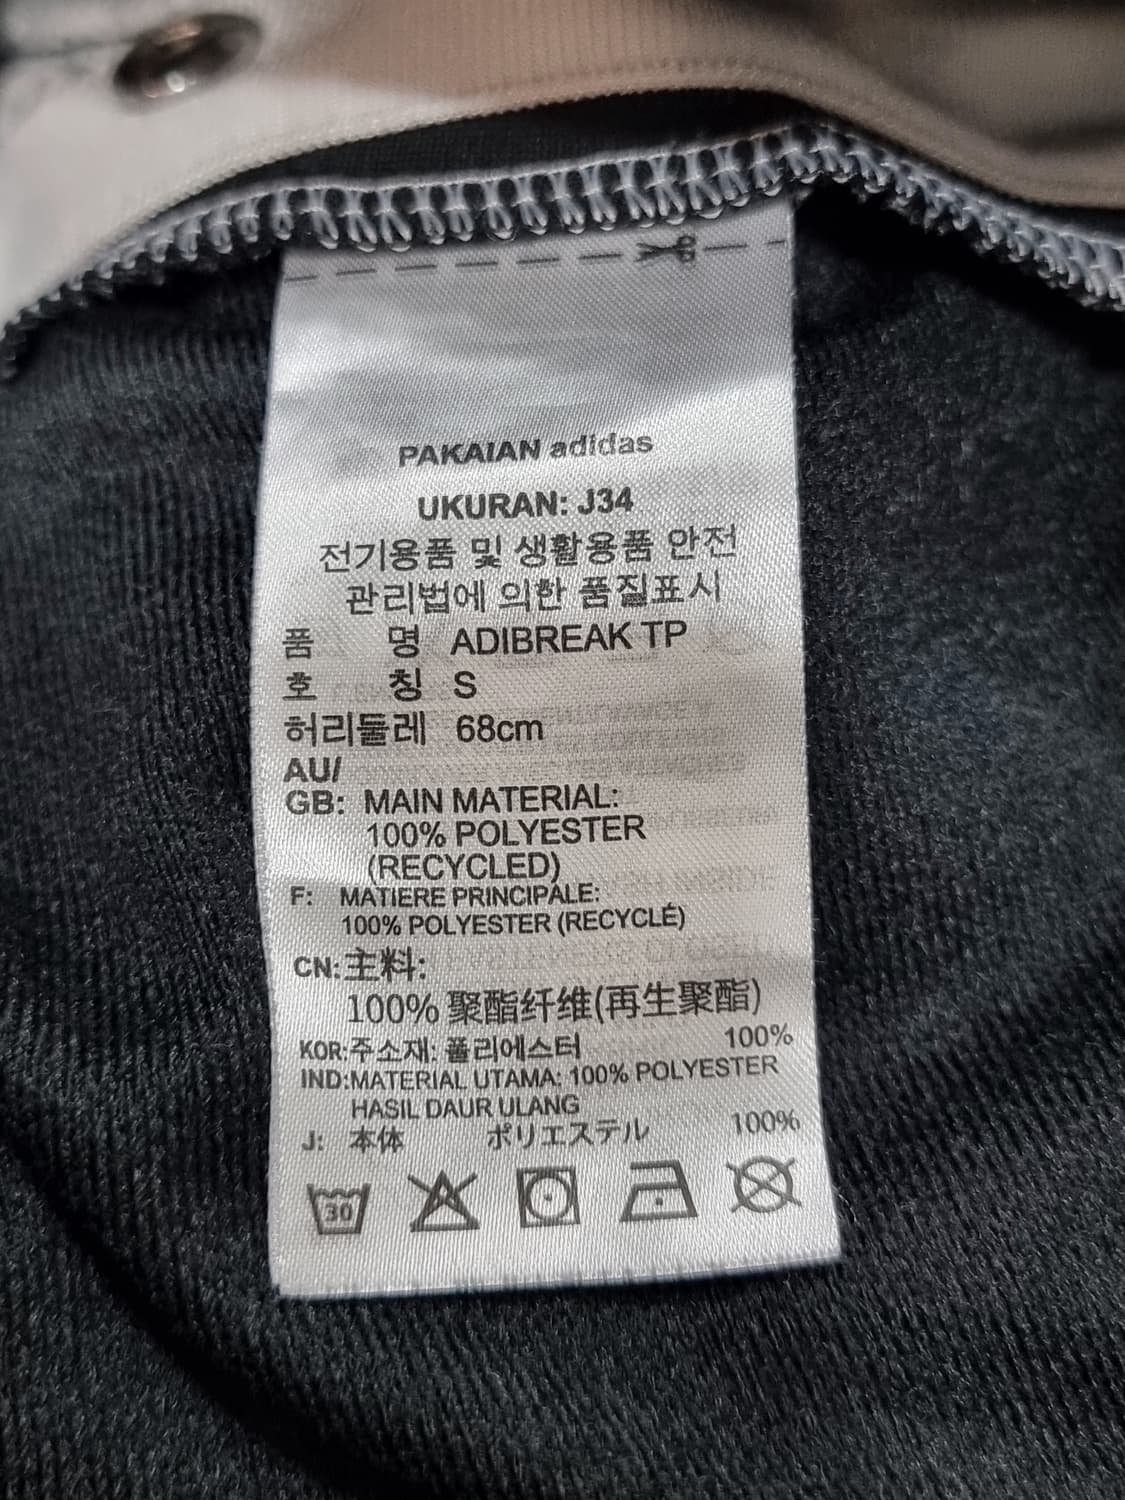 PAKAIAN adidas
UKURAN: J34
전기용품 및 생활용품 안전
관리법에 의한 품질표시
품 명 ADIBREAK TP
호 칭 S
허리둘레 68cm
AU/
GB: MAIN MATERIAL:
100% POLYESTER
(RECYCLED)
F: MATIERE PRINCIPALE:
100% POLYESTER (RECYCLÉ)
CN: 主料:
100% 聚酯纤维(再生聚酯)
KOR:주소재: 폴리에스터 100%
IND:MATERIAL UTAMA: 100% POLYESTER
HASIL DAUR ULANG
J: 本体 ポリエステル 100%
30